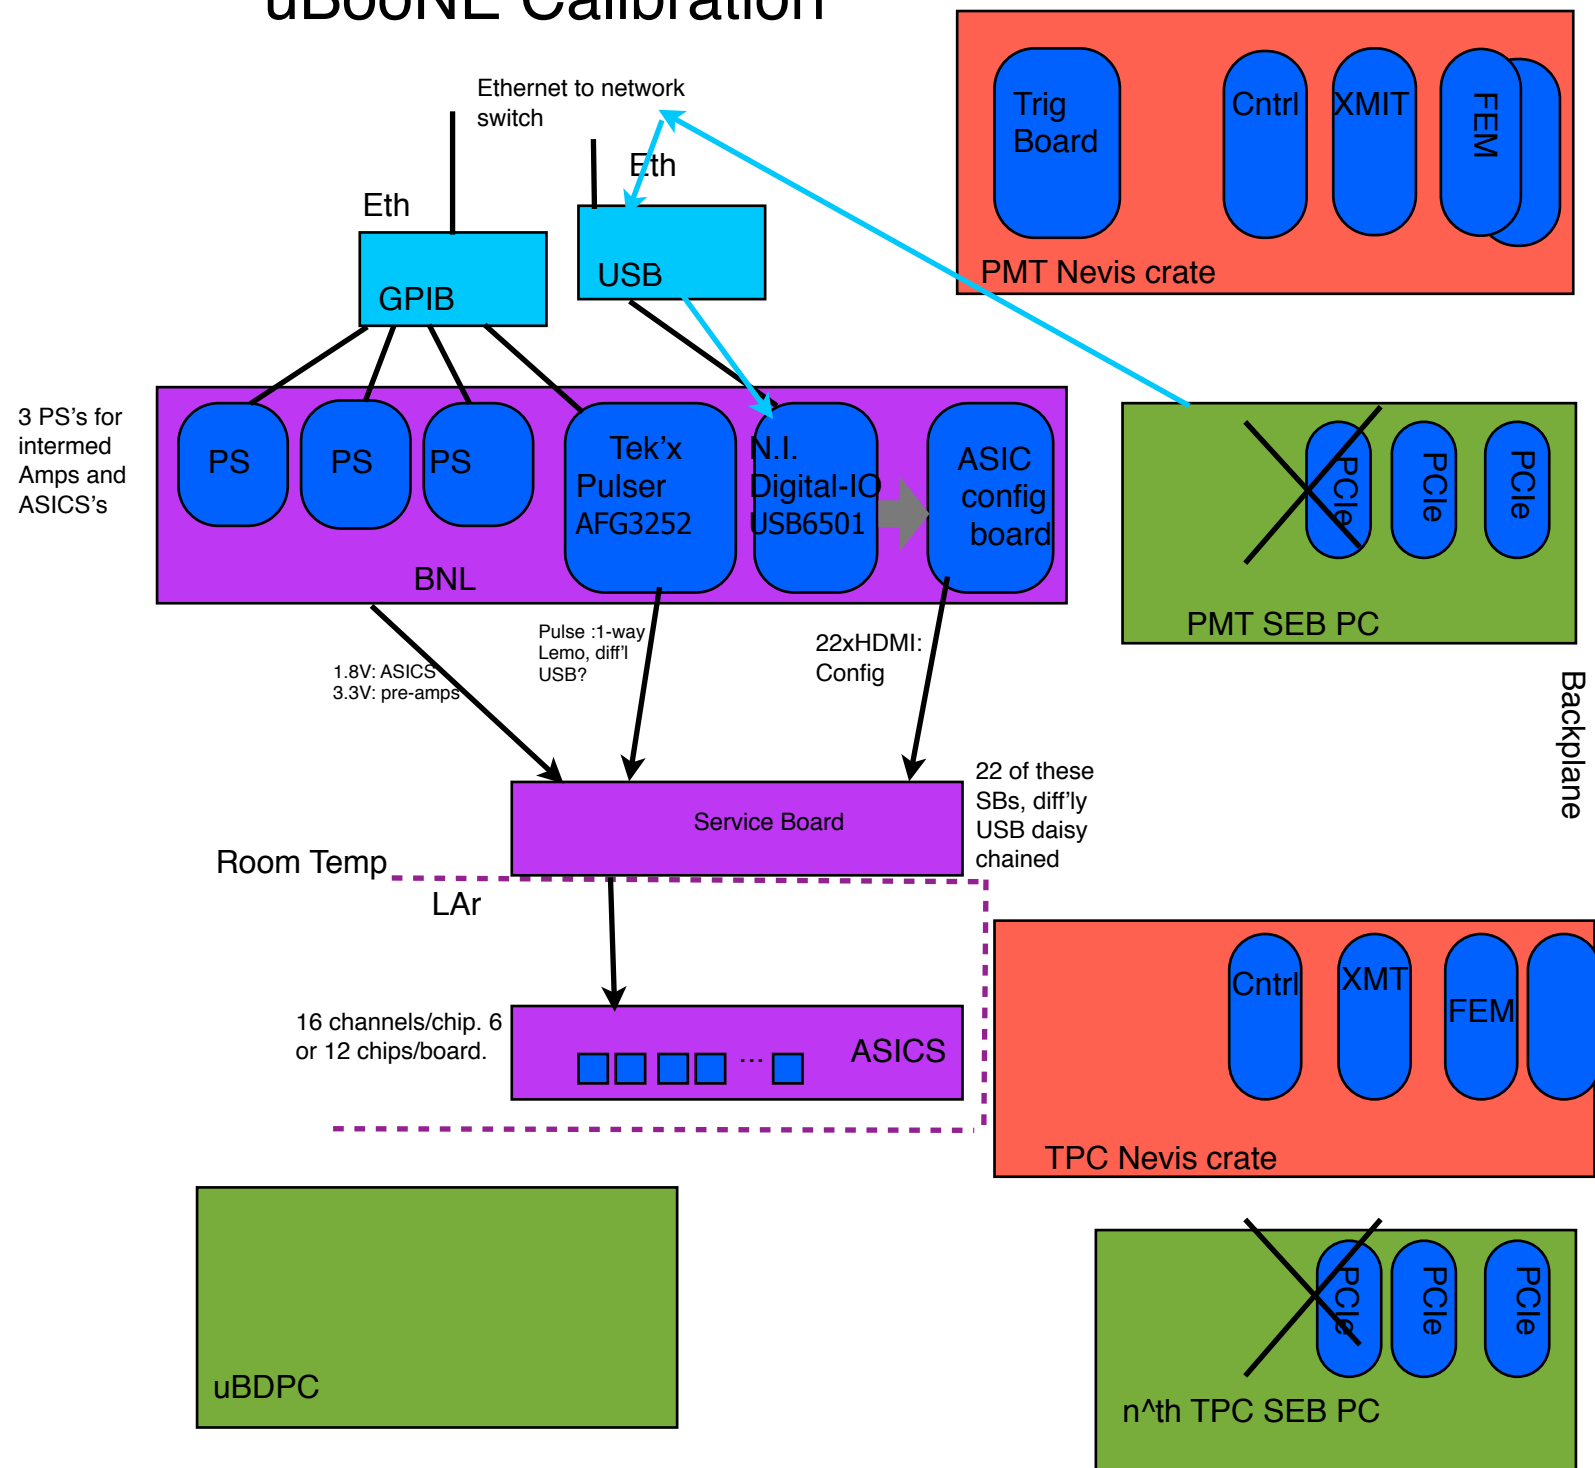 uBooNE Calibration
Ethernet to network
switch
Eth
Eth
GPIB
USB
Trig
Board
Cntrl
XMIT
FEM
PMT Nevis crate
3 PS's for
intermed
Amps and
ASICS's
PS
PS
PS
Tek'x
Pulser
AFG3252
N.I.
Digital-IO
USB6501
ASIC
config
board
BNL
PCIe
PCIe
PCIe
PMT SEB PC
1.8V: ASICS
3.3V: pre-amps
Pulse :1-way
Lemo, diff'l
USB?
22xHDMI:
Config
Backplane
Service Board
22 of these
SBs, diff'ly
USB daisy
chained
Room Temp
LAr
16 channels/chip. 6
or 12 chips/board.
...
ASICS
Cntrl
XMT
FEM
TPC Nevis crate
uBDPC
PCIe
PCIe
PCIe
n^th TPC SEB PC